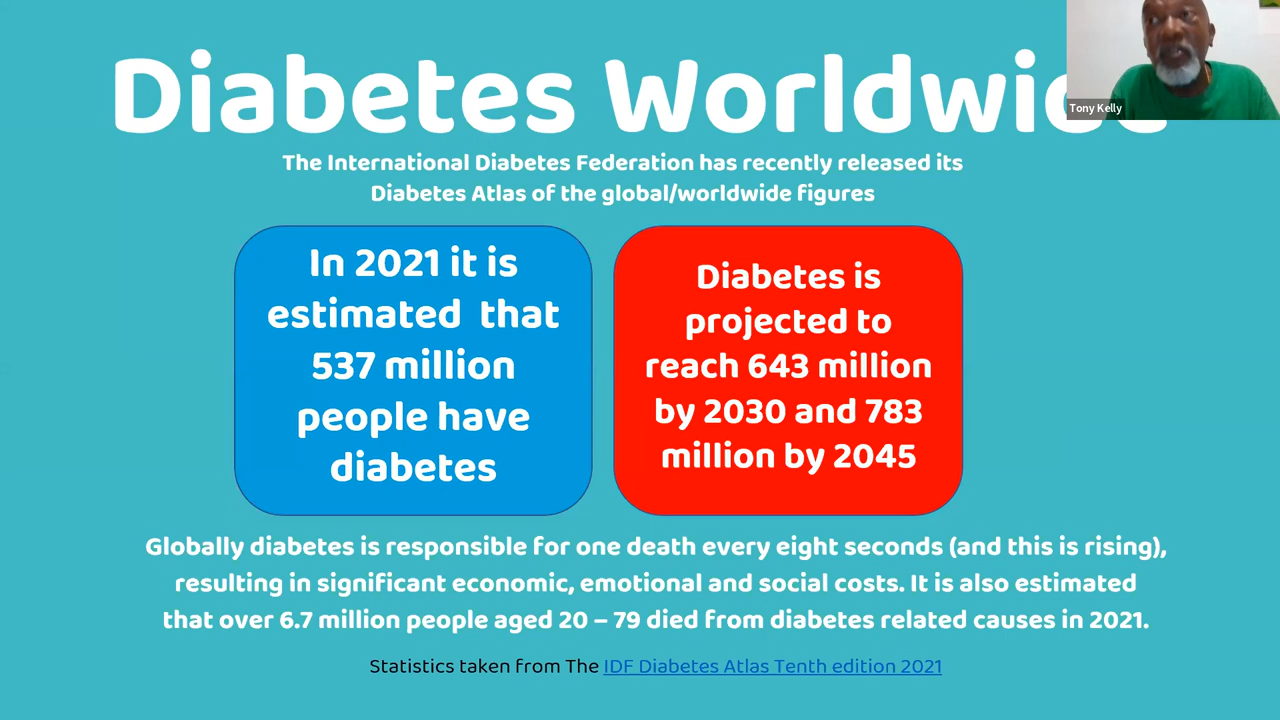 Diabetes Worldwide
Tony Kelly
The International Diabetes Federation has recently released its
Diabetes Atlas of the global/worldwide figures
In 2021 it is
estimated that
537 million
people have
diabetes
Diabetes is
projected to
reach 643 million
by 2030 and 783
million by 2045
Globally diabetes is responsible for one death every eight seconds (and this is rising),
resulting in significant economic, emotional and social costs. It is also estimated
that over 6.7 million people aged 20 – 79 died from diabetes related causes in 2021.
Statistics taken from The IDF Diabetes Atlas Tenth edition 2021